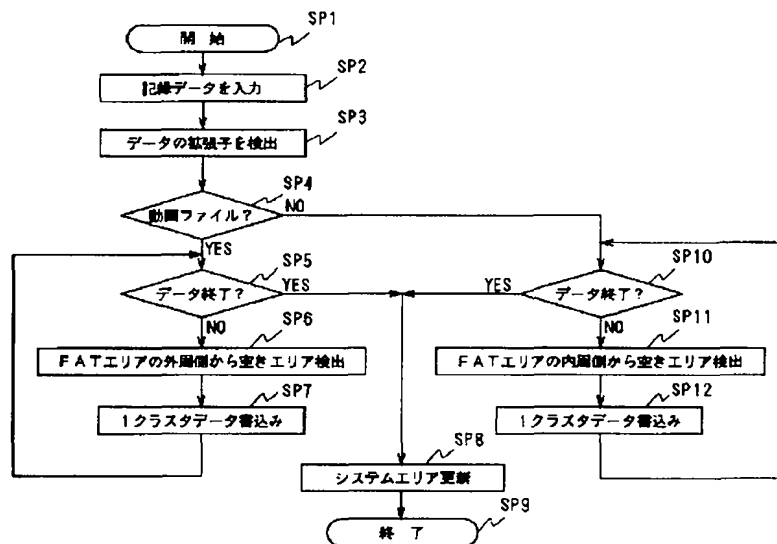 開 始
SP1
SP2
記録データを入力
SP3
データの拡張子を検出
SP4
動画ファイル?
NO
YES
SP5
データ終了?
YES
NO
SP6
FATエリアの外周側から空きエリア検出
SP7
1クラスタデータ書込み
SP10
データ終了?
YES
NO
SP11
FATエリアの内周側から空きエリア検出
SP12
1クラスタデータ書込み
SP8
システムエリア更新
SP9
終 了